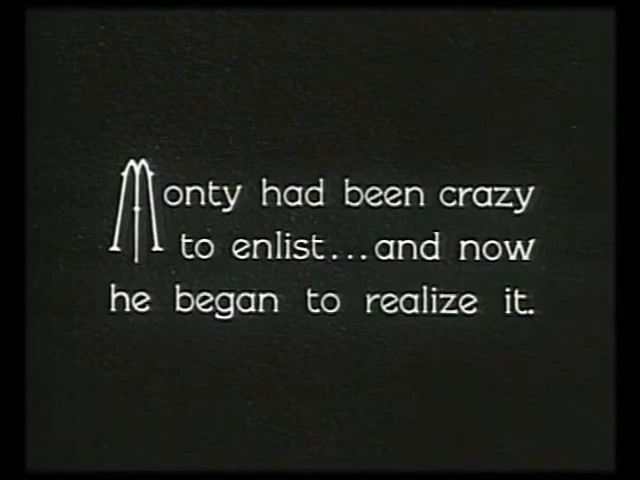 Monty had been crazy
to enlist...and now
he began to realize it.